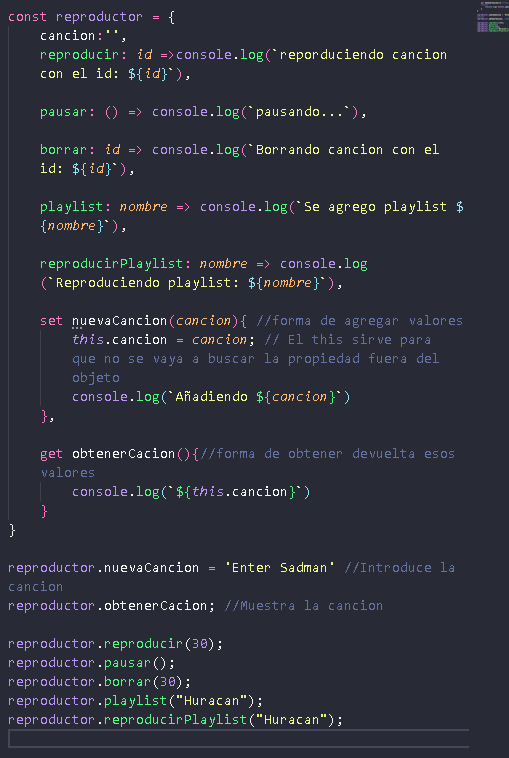 const reproductor = {
cancion:'',
reproducir: id =>console.log(`reporduciendo cancion
con el id: ${id}`),
pausar: () => console.log(`pausando...`),
borrar: id => console.log(`Borrando cancion con el
id: ${id}`),
playlist: nombre => console.log(`Se agrego playlist $
{nombre}`),
reproducirPlaylist: nombre => console.log
(`Reproduciendo playlist: ${nombre}`),
set nuevaCancion(cancion){ //forma de agregar valores
this.cancion = cancion; // El this sirve para
que no se vaya a buscar la propiedad fuera del
objeto
console.log(`Añadiendo ${cancion}`)
},
get obtenerCacion(){//forma de obtener devuelta esos
valores
console.log(`${this.cancion}`)
}
}
reproductor.nuevaCancion = 'Enter Sadman' //Introduce la
cancion
reproductor.obtenerCacion; //Muestra la cancion
reproductor.reproducir(30);
reproductor.pausar();
reproductor.borrar(30);
reproductor.playlist("Huracan");
reproductor.reproducirPlaylist("Huracan");